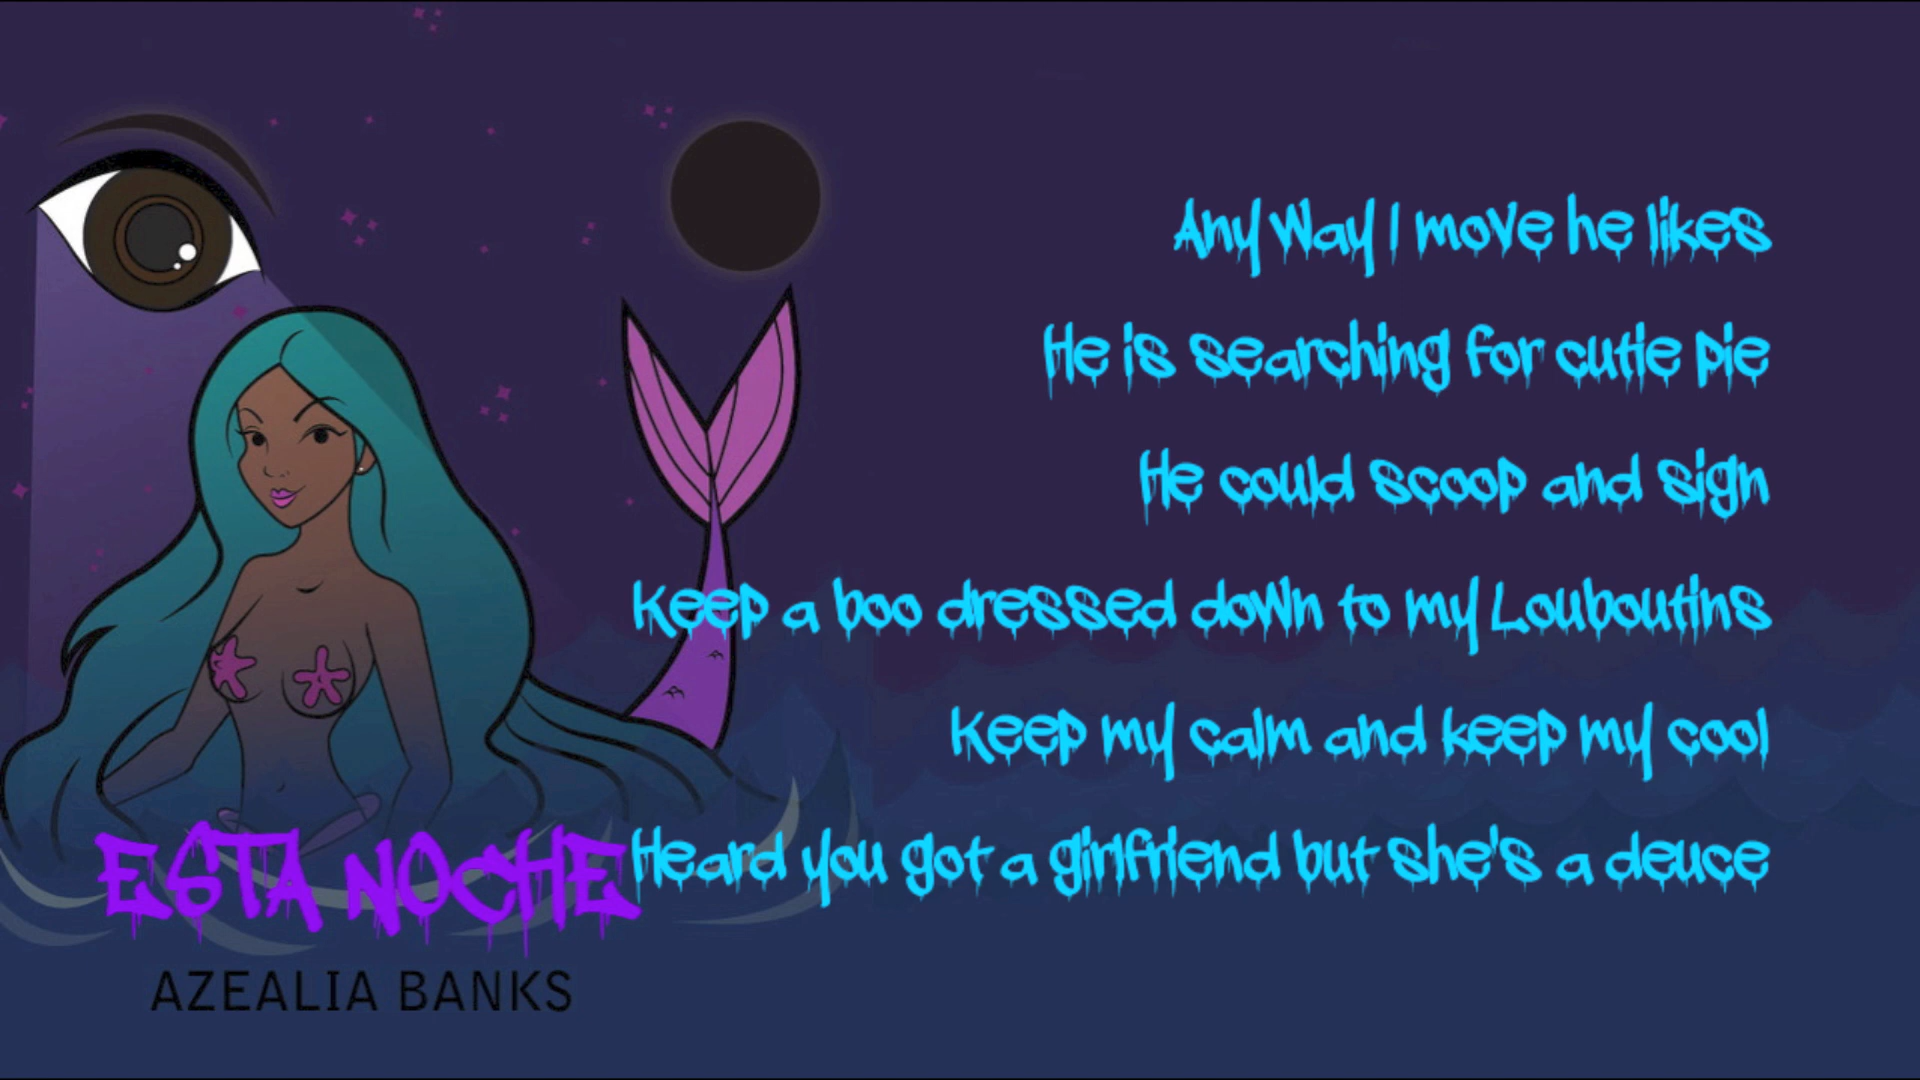 Any Way I move he likes
He is searching for cutie pie
He could scoop and sign
Keep a boo dressed down to my Louboutins
Keep my calm and keep my cool
Heard you got a girlfriend but she's a deuce
ESTA NOCHE
AZEALIA BANKS